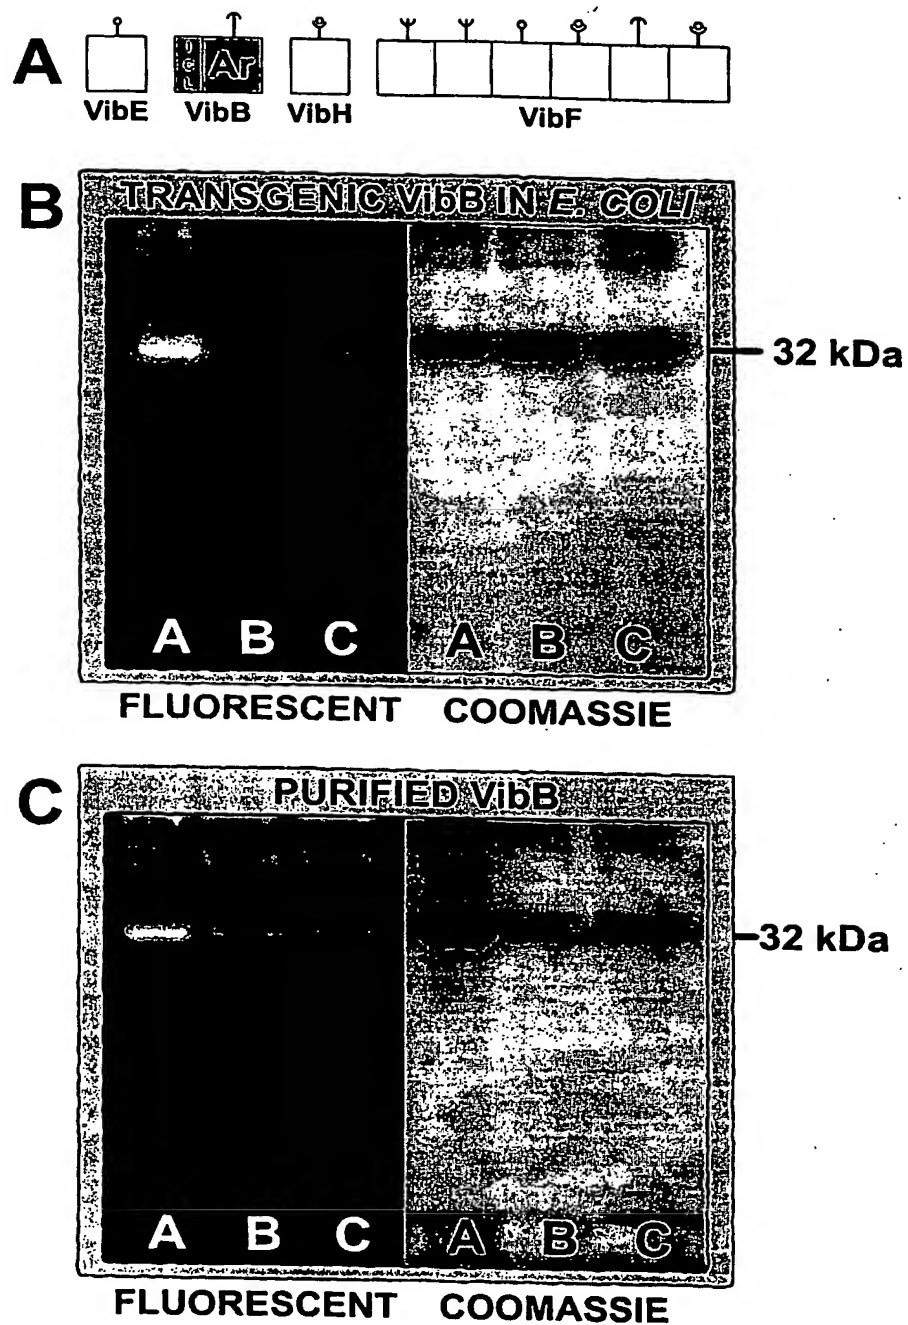 A
ICL Ar
VibE VibB VibH VibF
B
TRANSGENIC VibB IN E. COLI
32 kDa
A B C A B C
FLUORESCENT COOMASSIE
C
PURIFIED VibB
32 kDa
A B C A B C
FLUORESCENT COOMASSIE